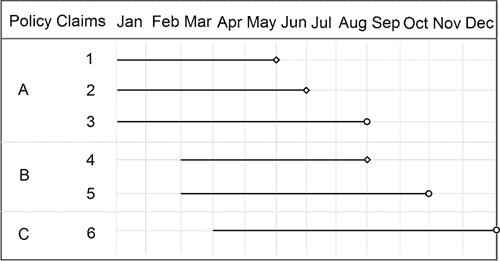 Policy Claims Jan Feb Mar Apr May Jun Jul Aug Sep Oct Nov Dec
1
A 2
3
B 4
5
C 6